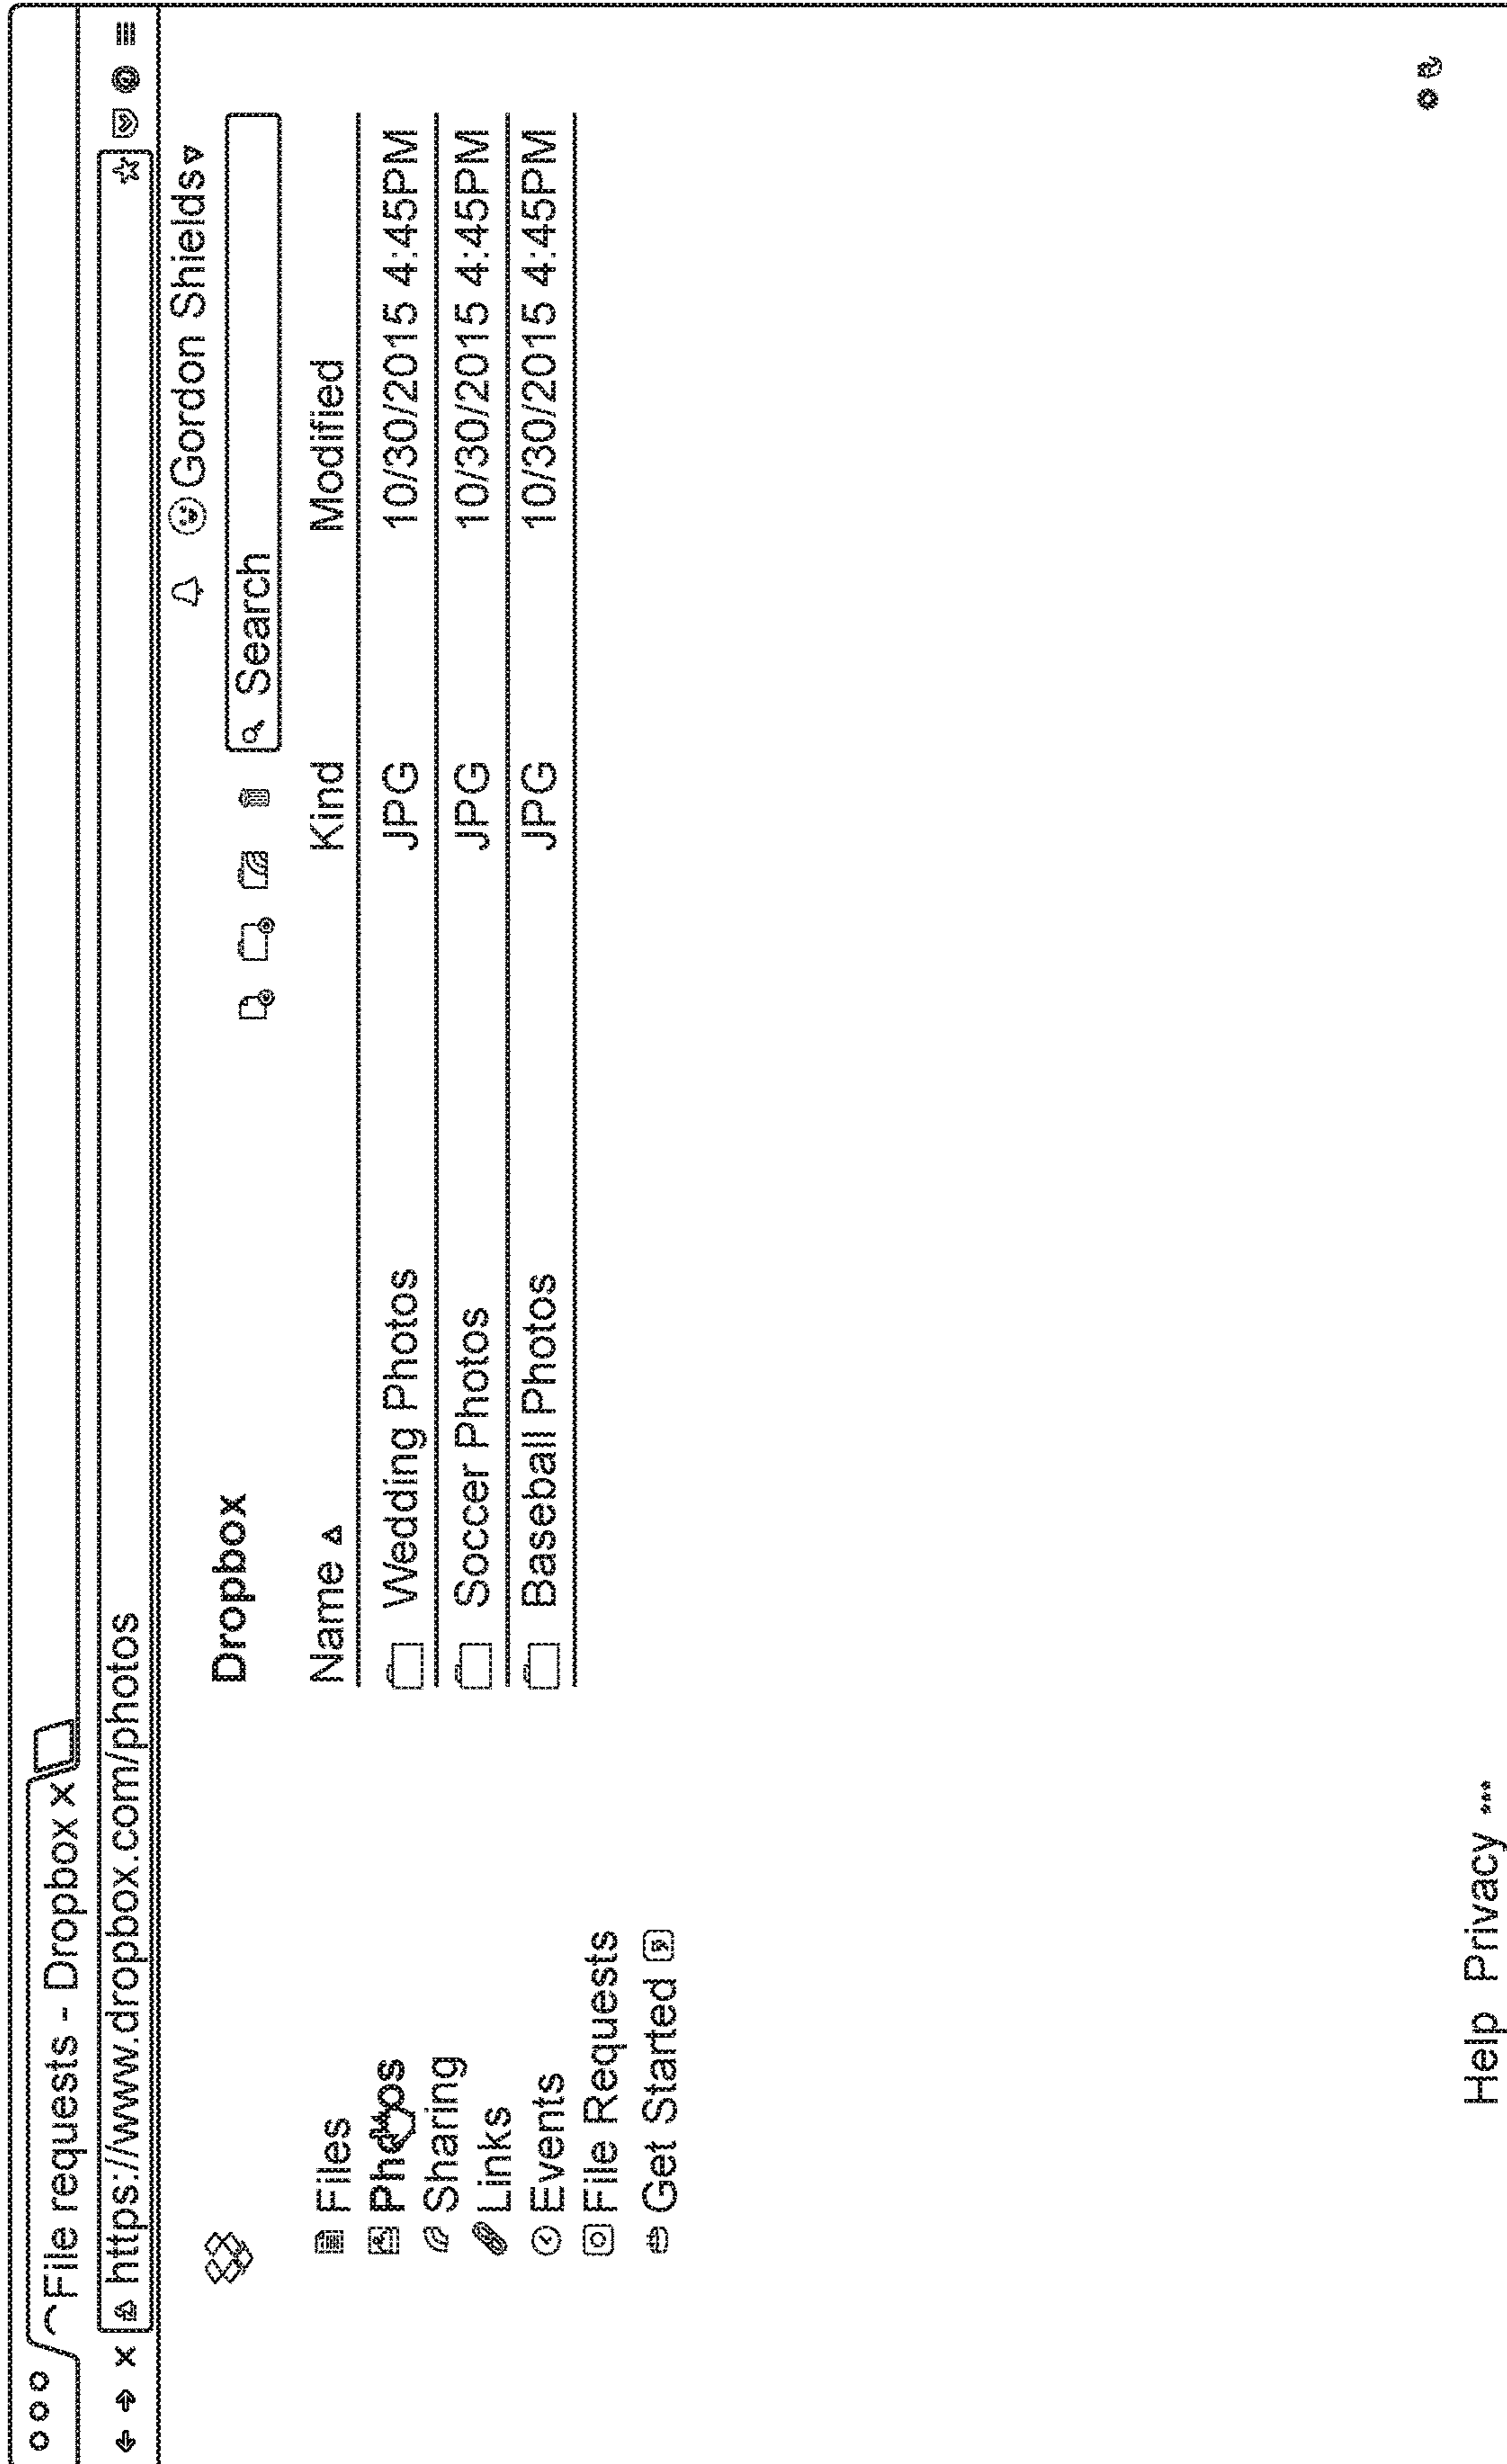 File requests - Dropbox x
https://www.dropbox.com/photos
Gordon Shields
Dropbox
Search
Name Kind Modified
Wedding Photos JPG 10/30/2015 4:45PM
Soccer Photos JPG 10/30/2015 4:45PM
Baseball Photos JPG 10/30/2015 4:45PM
Files
Photos
Sharing
Links
Events
File Requests
Get Started
Help Privacy